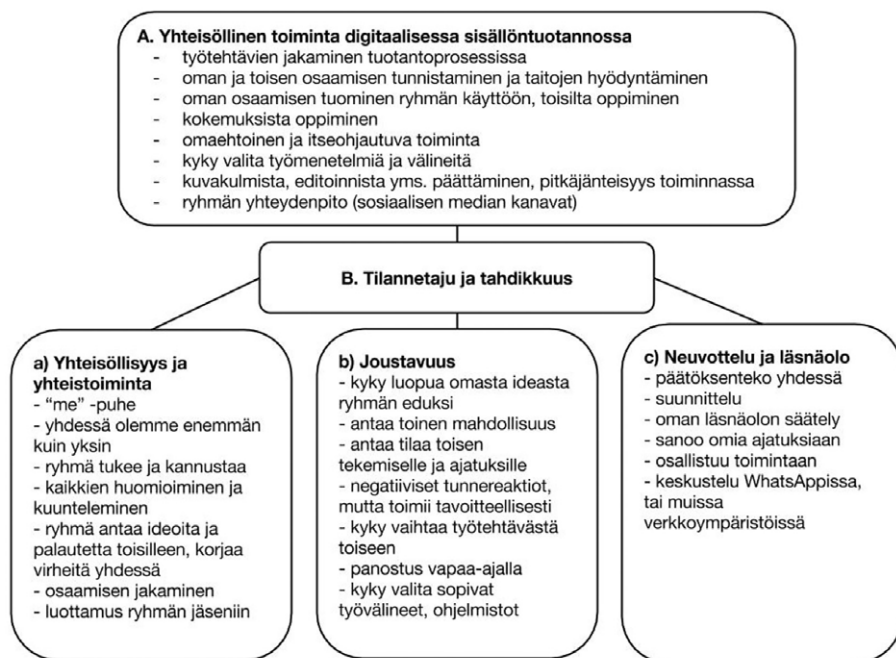 A. Yhteisöllinen toiminta digitaalisessa sisällöntuotannossa
- työtehtävien jakaminen tuotantoprosessissa
- oman ja toisen osaamisen tunnistaminen ja taitojen hyödyntäminen
- oman osaamisen tuominen ryhmän käyttöön, toisilta oppiminen
- kokemuksista oppiminen
- omaehtoinen ja itseohjautuva toiminta
- kyky valita työmenetelmiä ja välineitä
- kuvakulmista, editoinnista yms. päättäminen, pitkäjänteisyys toiminnassa
- ryhmän yhteydenpito (sosiaalisen median kanavat)
B. Tilannetaju ja tahdikkuus
a) Yhteisöllisyys ja
yhteistoiminta
- “me” -puhe
- yhdessä olemme enemmän
kuin yksin
- ryhmä tukee ja kannustaa
- kaikkien huomioiminen ja
kuunteleminen
- ryhmä antaa ideoita ja
palautetta toisilleen, korjaa
virheitä yhdessä
- osaamisen jakaminen
- luottamus ryhmän jäseniin
b) Joustavuus
- kyky luopua omasta ideasta
ryhmän eduksi
- antaa toinen mahdollisuus
- antaa tilaa toisen
tekemiselle ja ajatuksille
- negatiiviset tunnereaktiot,
mutta toimii tavoitteellisesti
- kyky vaihtaa työtehtävästä
toiseen
- panostus vapaa-ajalla
- kyky valita sopivat
työvälineet, ohjelmistot
c) Neuvottelu ja läsnäolo
- päätöksenteko yhdessä
- suunnittelu
- oman läsnäolon säätely
- sanoo omia ajatuksiaan
- osallistuu toimintaan
- keskustelu WhatsAppissa,
tai muissa
verkkoympäristöissä